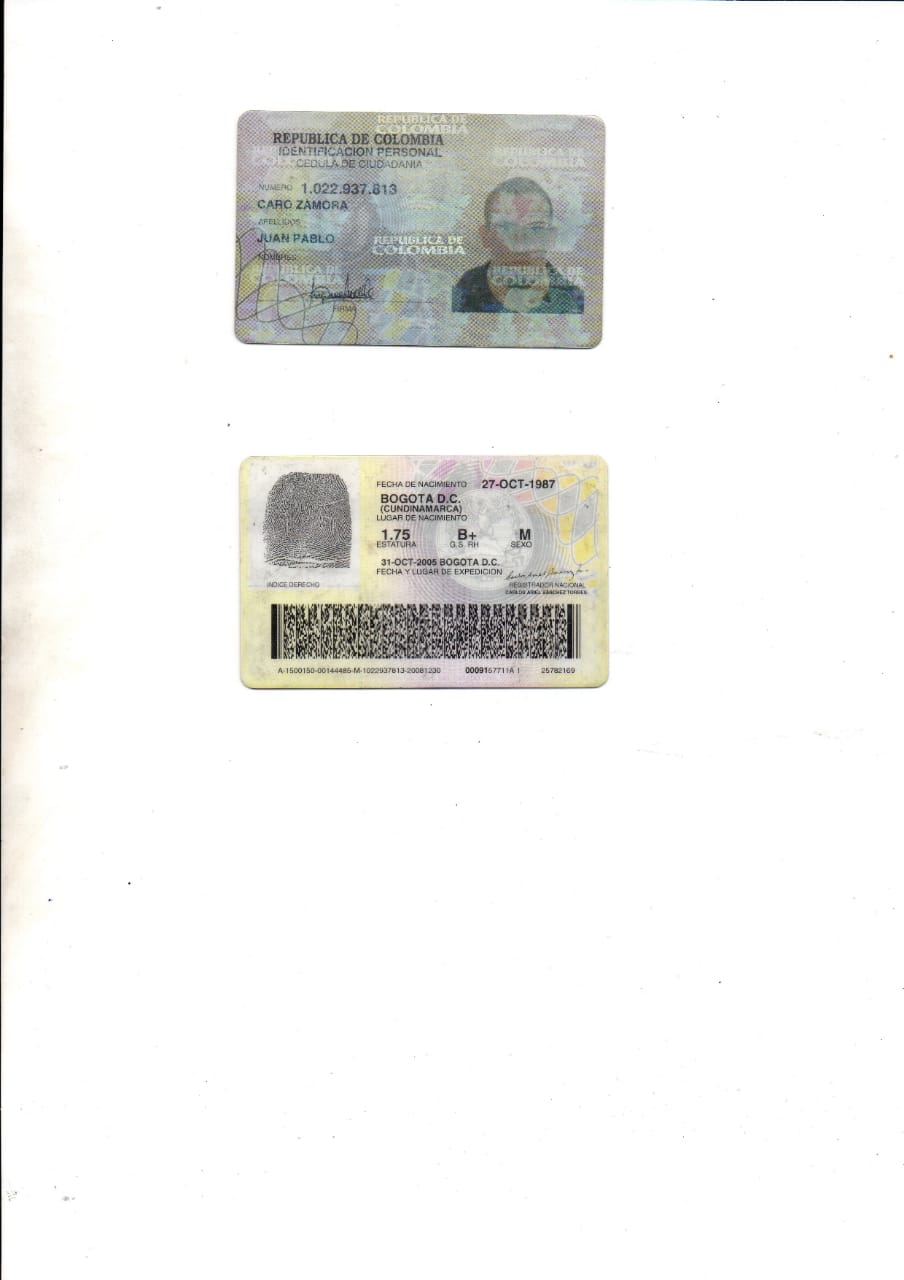 REPUBLICA DE COLOMBIA
IDENTIFICACION PERSONAL
CEDULA DE CIUDADANIA
NUMERO 1.022.937.813
CARO ZAMORA
APELLIDOS
JUAN PABLO
NOMBRES
FIRMA
REPUBLICA DE
COLOMBIA
REPUBLICA DE
COLOMBIA
REPUBLICA DE
COLOMBIA
REPUBLICA DE
COLOMBIA
REPUBLICA DE
COLOMBIA
FECHA DE NACIMIENTO 27-OCT-1987
BOGOTA D.C.
(CUNDINAMARCA)
LUGAR DE NACIMIENTO
1.75 B+ M
ESTATURA G.S. RH SEXO
31-OCT-2005 BOGOTA D.C.
FECHA Y LUGAR DE EXPEDICION
INDICE DERECHO
REGISTRADOR NACIONAL
CARLOS ARIEL SANCHEZ TORRES
A-1500150-00144485-M-1022937813-20081230 0009157711A 1 25782169